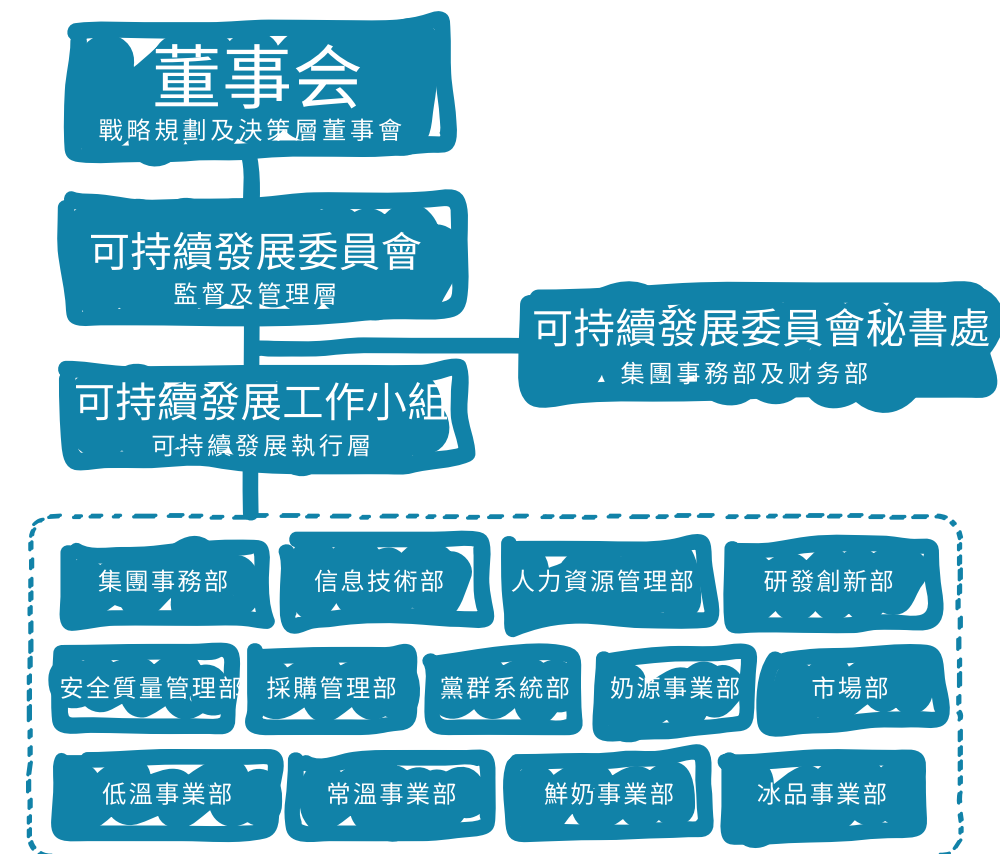 董事会
戰略規劃及決策層董事會
可持續發展委員會
監督及管理層
可持續發展委員會秘書處
集團事務部及财务部
可持續發展工作小組
可持續發展執行層
集團事務部
信息技術部
人力資源管理部
研發創新部
安全質量管理部
採購管理部
黨群系統部
奶源事業部
市場部
低溫事業部
常溫事業部
鮮奶事業部
冰品事業部